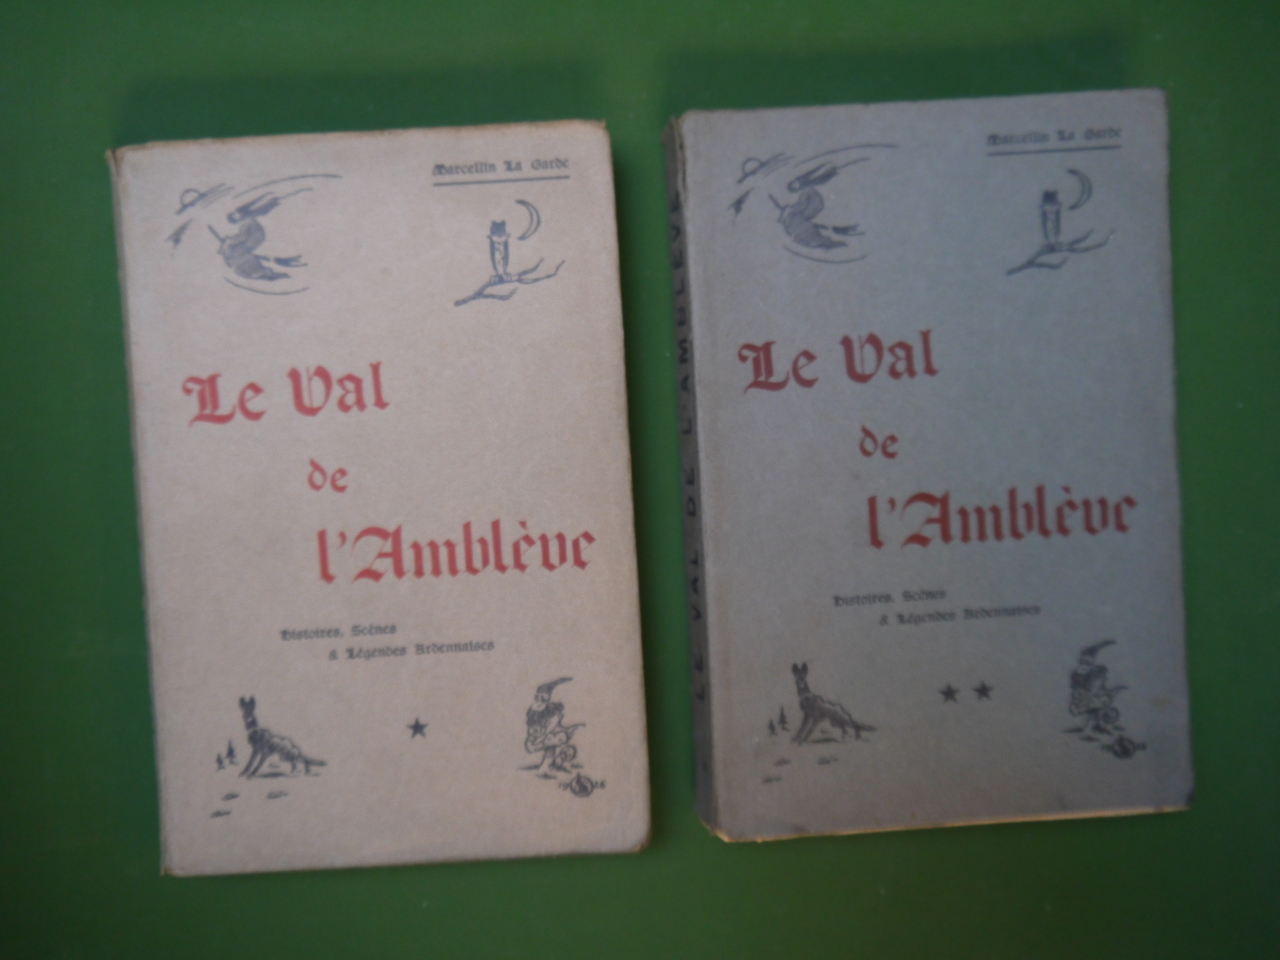 Marcellin La Garde
Le Val
de
l'Amblève
Histoires, Scènes
& Légendes Ardennaises
1926
LE VAL DE L'AMBLÈVE
Marcellin La Garde
Le Val
de
l'Amblève
Histoires, Scènes
& Légendes Ardennaises